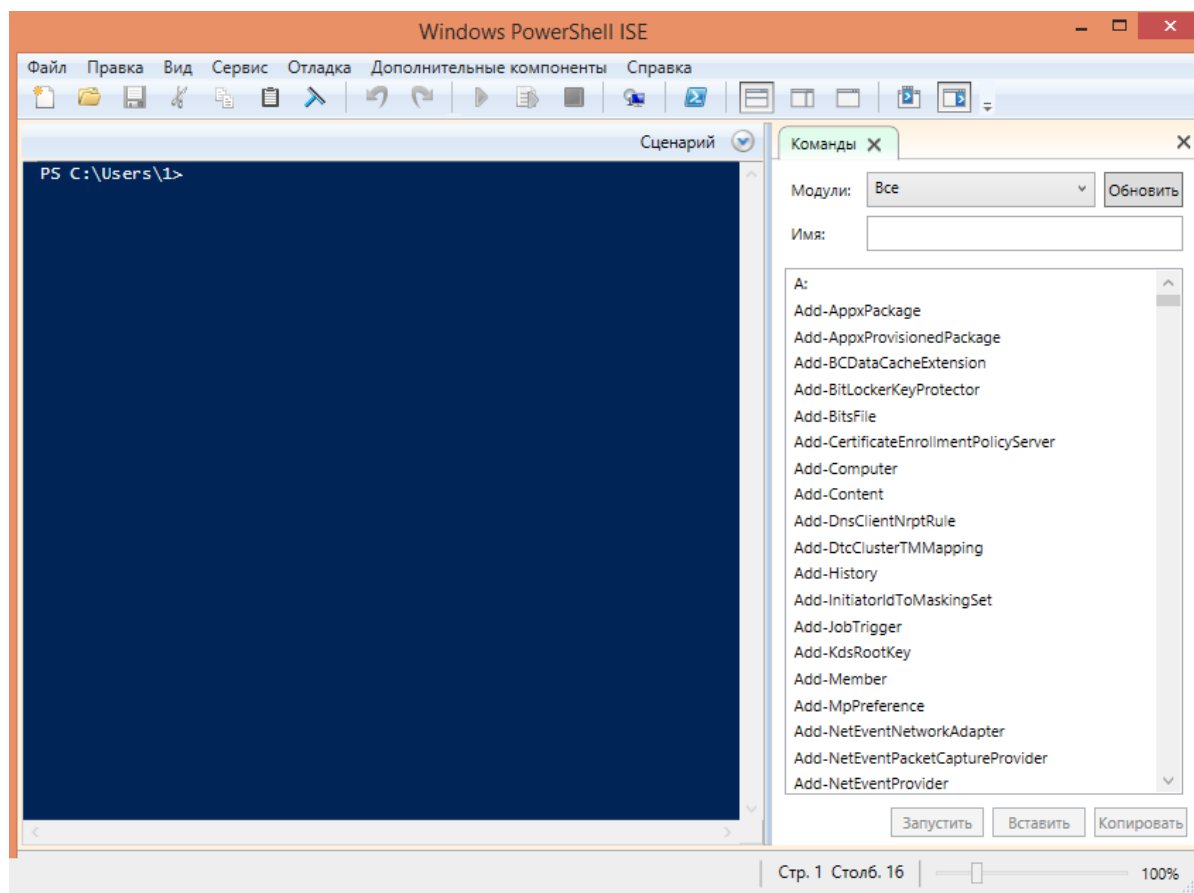 Windows PowerShell ISE
Файл Правка Вид Сервис Отладка Дополнительные компоненты Справка
Сценарий
PS C:\Users\1>
Команды
Модули: Все Обновить
Имя:
A:
Add-AppxPackage
Add-AppxProvisionedPackage
Add-BCDataCacheExtension
Add-BitLockerKeyProtector
Add-BitsFile
Add-CertificateEnrollmentPolicyServer
Add-Computer
Add-Content
Add-DnsClientNrptRule
Add-DtcClusterTMMapping
Add-History
Add-InitiatorIdToMaskingSet
Add-JobTrigger
Add-KdsRootKey
Add-Member
Add-MpPreference
Add-NetEventNetworkAdapter
Add-NetEventPacketCaptureProvider
Add-NetEventProvider
Запустить Вставить Копировать
Стр. 1 Столб. 16 100%